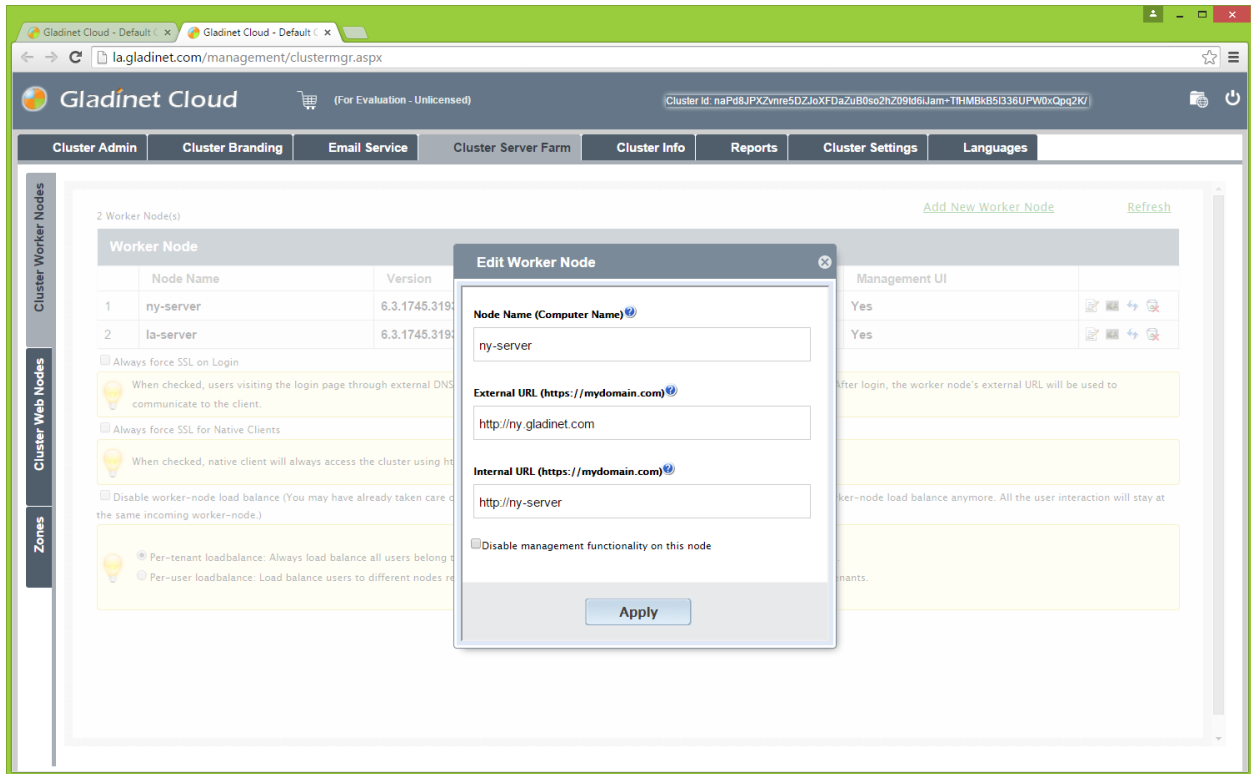 Gladinet Cloud - Default C
Gladinet Cloud - Default C
la.gladinet.com/management/clustermgr.aspx
Gladinet Cloud
(For Evaluation - Unlicensed)
Cluster Admin
Cluster Branding
Email Service
Cluster Server Farm
Cluster Info
Reports
Cluster Settings
Languages
Cluster Worker Nodes
Cluster Web Nodes
Zones
2 Worker Node(s)
Add New Worker Node
Refresh
Worker Node
Node Name
Version
Management UI
1
ny-server
6.3.1745.3193
Yes
2
la-server
6.3.1745.3193
Yes
Always force SSL on Login
When checked, users visiting the login page through external DNS
After login, the worker node's external URL will be used to
communicate to the client.
Always force SSL for Native Clients
When checked, native client will always access the cluster using
Disable worker-node load balance (You may have already taken care
load balance anymore. All the user interaction will stay at
the same incoming worker-node.)
Per-tenant loadbalance: Always load balance all users belong
Per-user loadbalance: Load balance users to different nodes
Edit Worker Node
Node Name (Computer Name)
ny-server
External URL (https://mydomain.com)
http://ny.gladinet.com
Internal URL (https://mydomain.com)
http://ny-server
Disable management functionality on this node
Apply